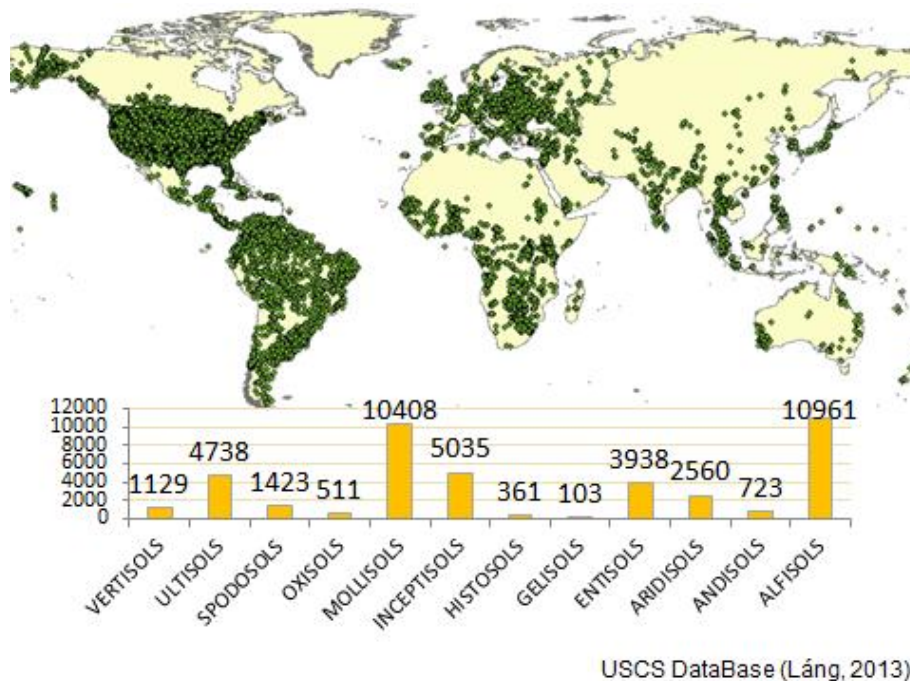 12000
10000
8000
6000
4000
2000
0
1129
4738
1423
511
10408
5035
361
103
3938
2560
723
10961
VERTISOLS
ULTISOLS
SPODOSOLS
OXISOLS
MOLLISOLS
INCEPTISOLS
HISTOSOLS
GELISOLS
ENTISOLS
ARIDISOLS
ANDISOLS
ALFISOLS
USCS DataBase (Láng, 2013)